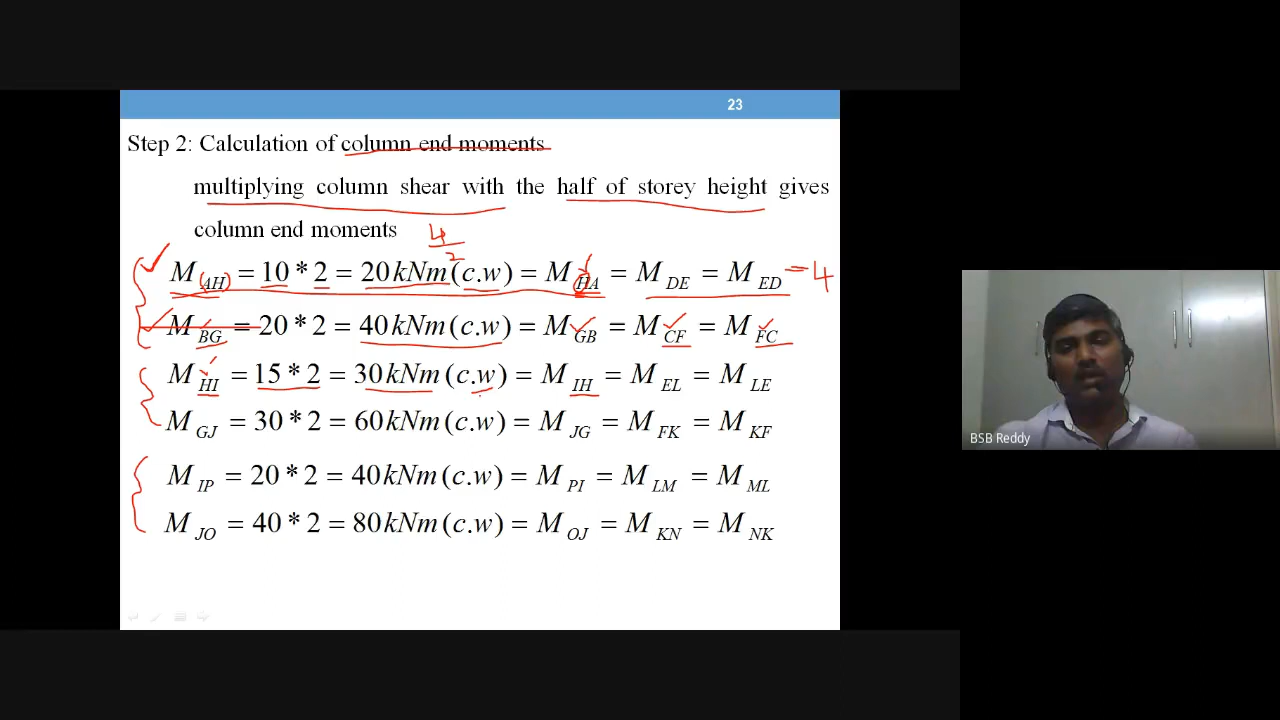 23
Step 2: Calculation of column end moments
multiplying column shear with the half of storey height gives
column end moments 4/2
M_AH = 10 * 2 = 20 kNm (c.w) = M_HA = M_DE = M_ED = 4
M_BG = 20 * 2 = 40 kNm (c.w) = M_GB = M_CF = M_FC
M_HI = 15 * 2 = 30 kNm (c.w) = M_IH = M_EL = M_LE
M_GJ = 30 * 2 = 60 kNm (c.w) = M_JG = M_FK = M_KF
M_IP = 20 * 2 = 40 kNm (c.w) = M_PI = M_LM = M_ML
M_JO = 40 * 2 = 80 kNm (c.w) = M_OJ = M_KN = M_NK
BSB Reddy